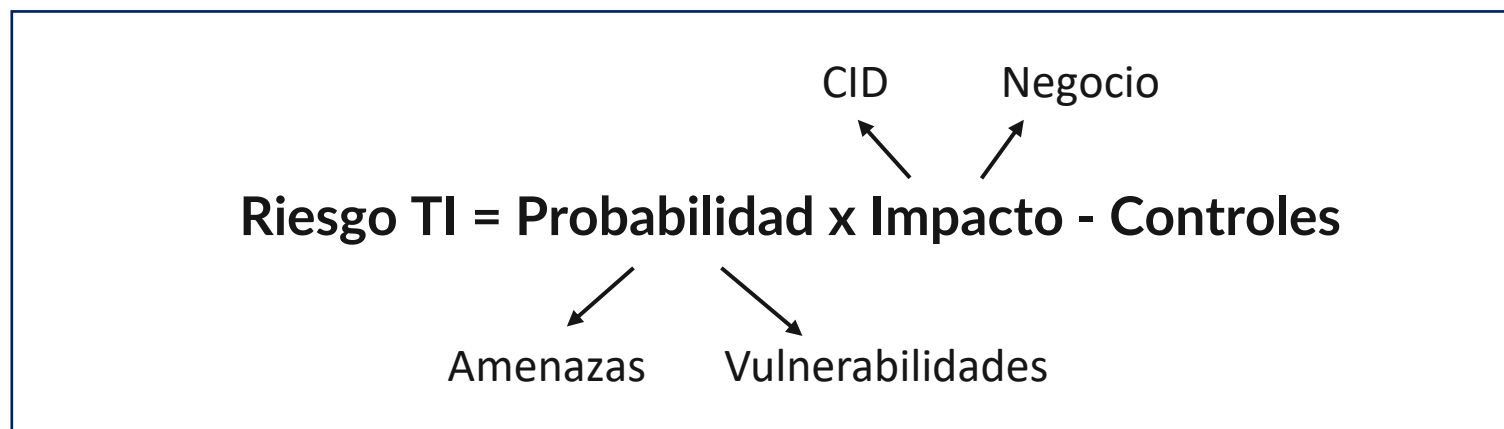 CID Negocio
Riesgo TI = Probabilidad x Impacto - Controles
Amenazas Vulnerabilidades